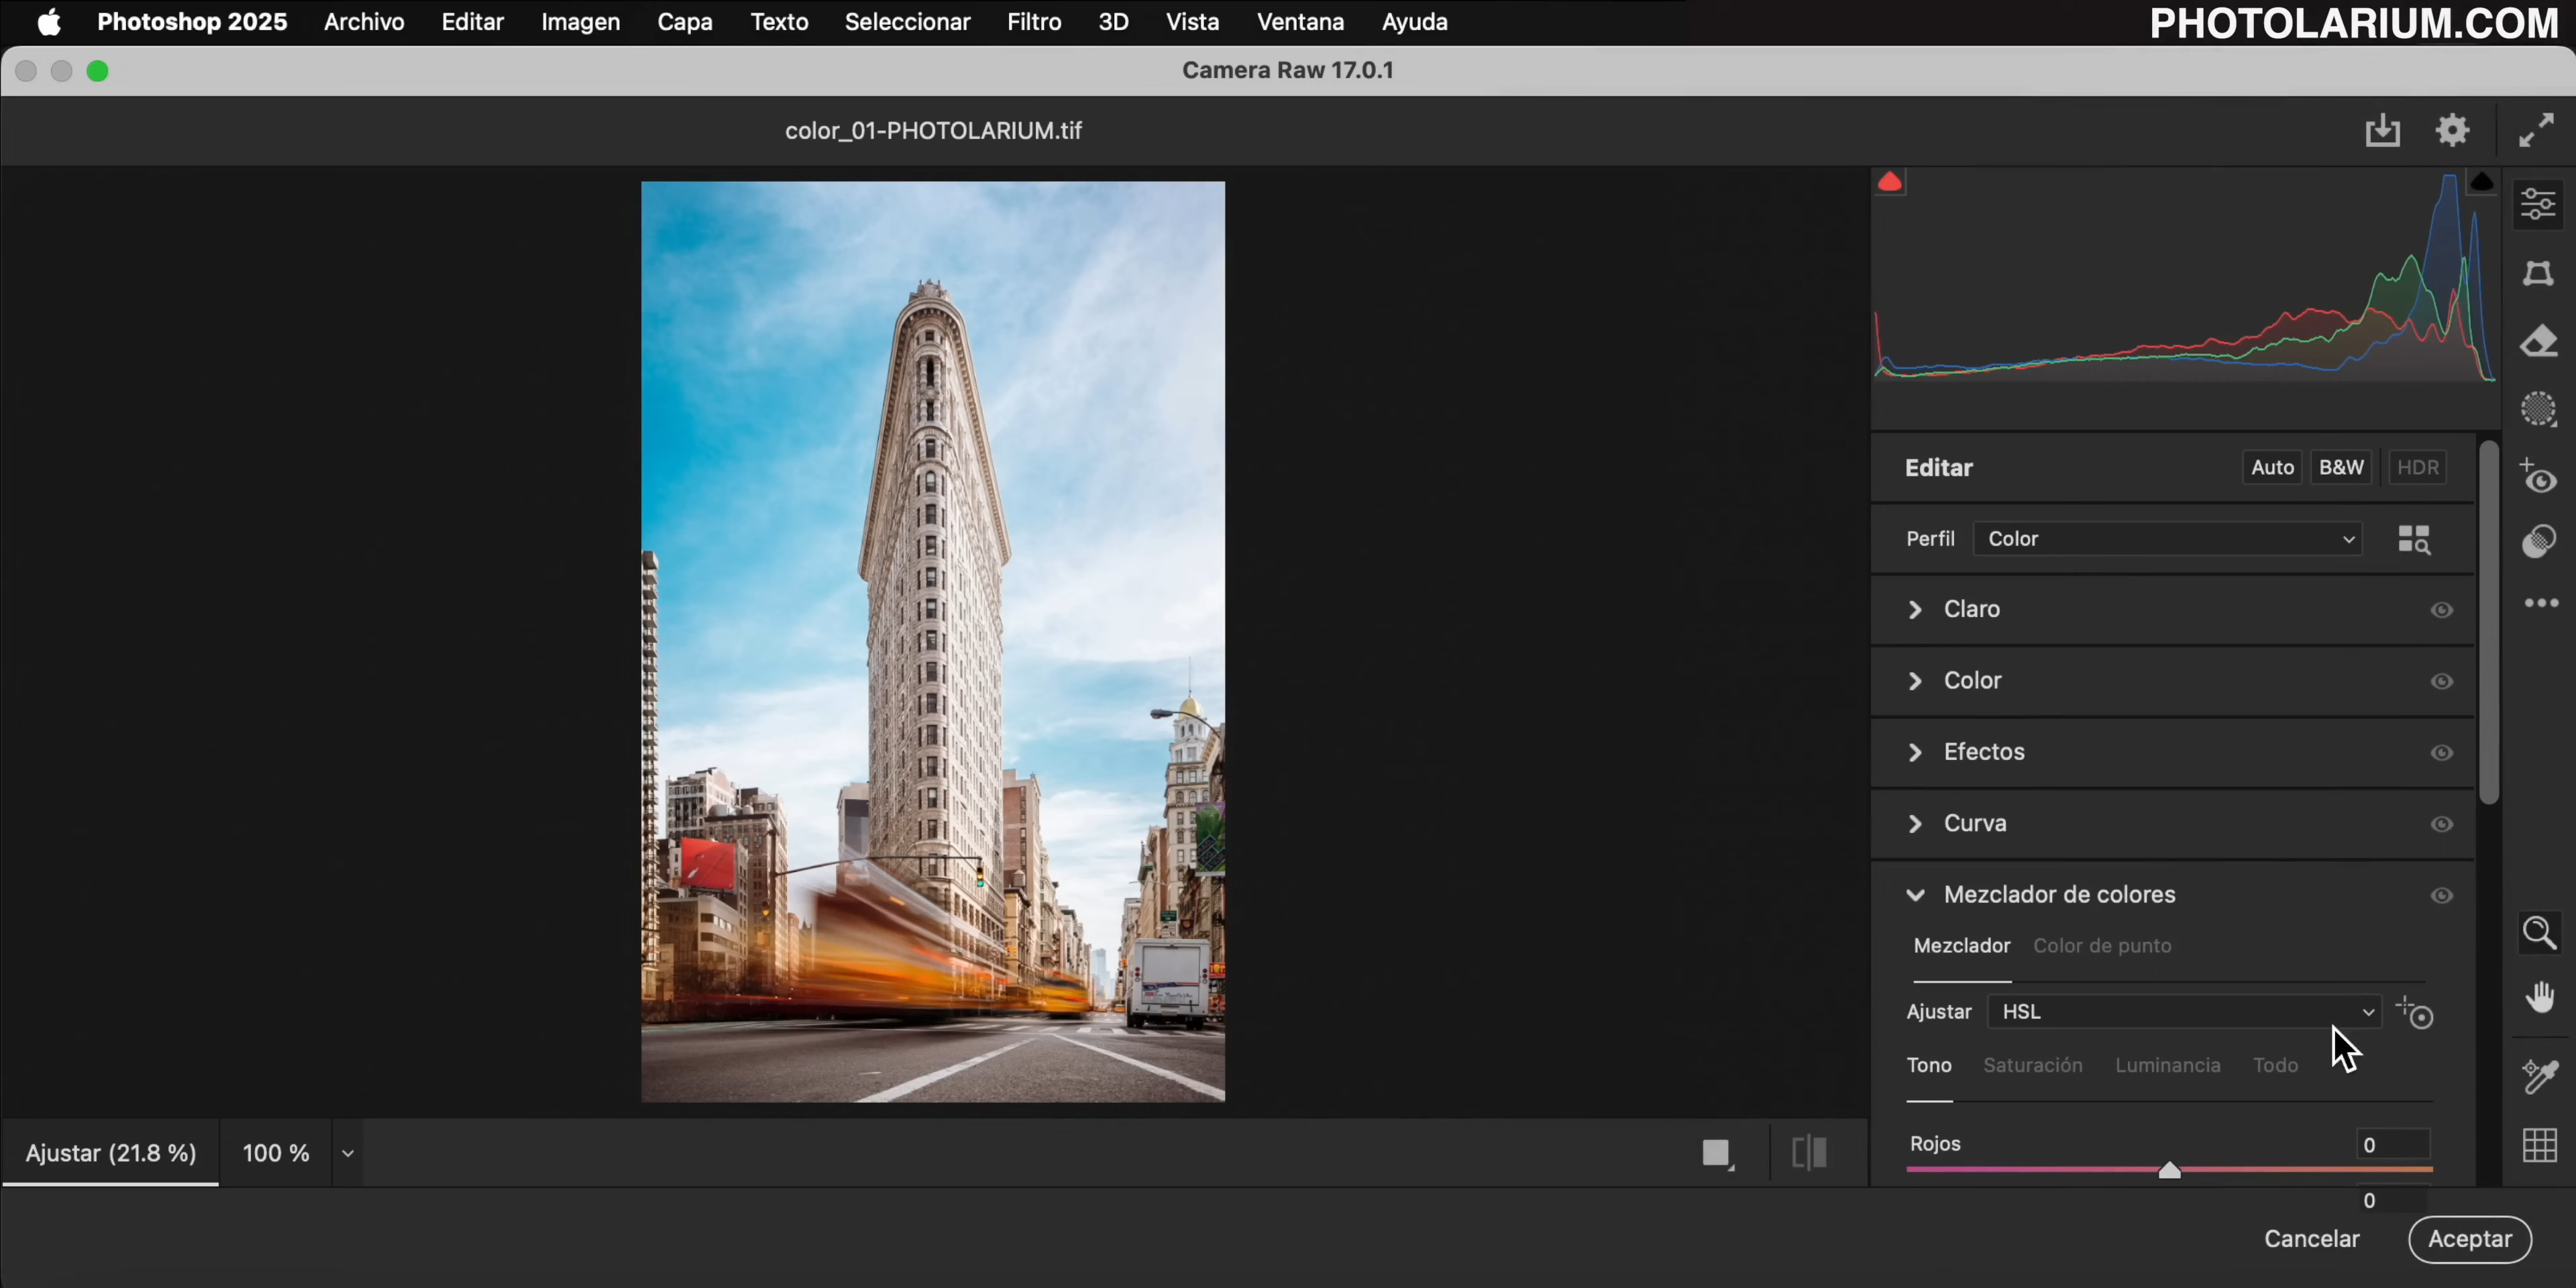 Photoshop 2025 Archivo Editar Imagen Capa Texto Seleccionar Filtro 3D Vista Ventana Ayuda
PHOTOLARIUM.COM
Camera Raw 17.0.1
color_01-PHOTOLARIUM.tif
Editar Auto B&W HDR
Perfil Color
Claro
Color
Efectos
Curva
Mezclador de colores
Mezclador Color de punto
Ajustar HSL
Tono Saturación Luminancia Todo
Rojos 0
0
Ajustar (21.8 %) 100 %
Cancelar Aceptar